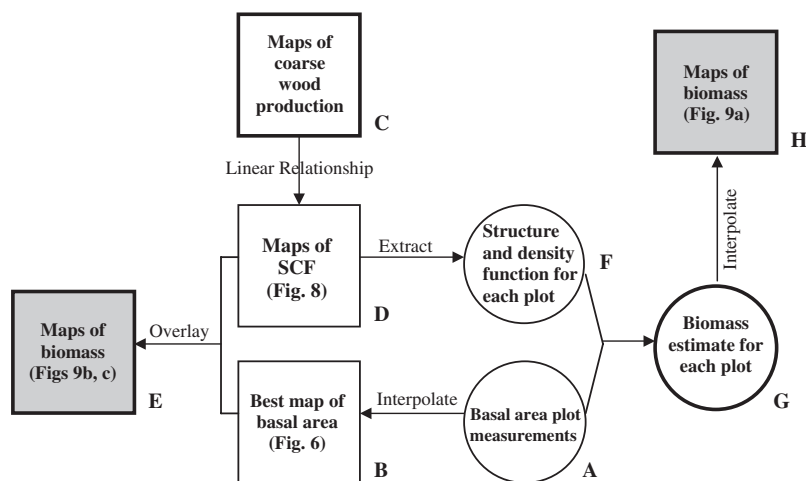 Maps of
coarse
wood
production
C
Linear Relationship
Maps of
SCF
(Fig. 8)
D
Extract
Structure
and density
function for
each plot
F
Maps of
biomass
(Fig. 9a)
H
Interpolate
Maps of
biomass
(Figs 9b, c)
E
Overlay
Best map of
basal area
(Fig. 6)
B
Interpolate
Basal area plot
measurements
A
Biomass
estimate for
each plot
G